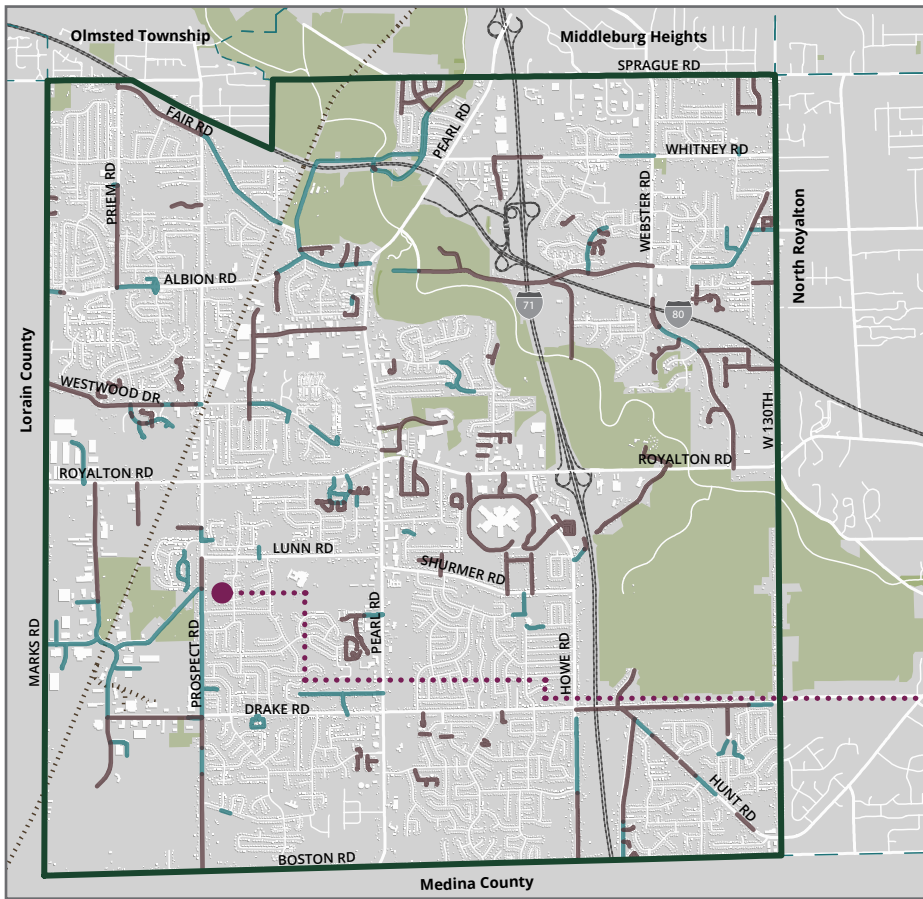 Olmsted Township
Middleburg Heights
SPRAGUE RD
FAIR RD
PEARL RD
WHITNEY RD
PRIEM RD
WEBSTER RD
North Royalton
ALBION RD
71
80
Lorain County
WESTWOOD DR
W 130TH
ROYALTON RD
ROYALTON RD
LUNN RD
SHURMER RD
MARKS RD
PROSPECT RD
PEARL RD
HOWE RD
DRAKE RD
HUNT RD
BOSTON RD
Medina County